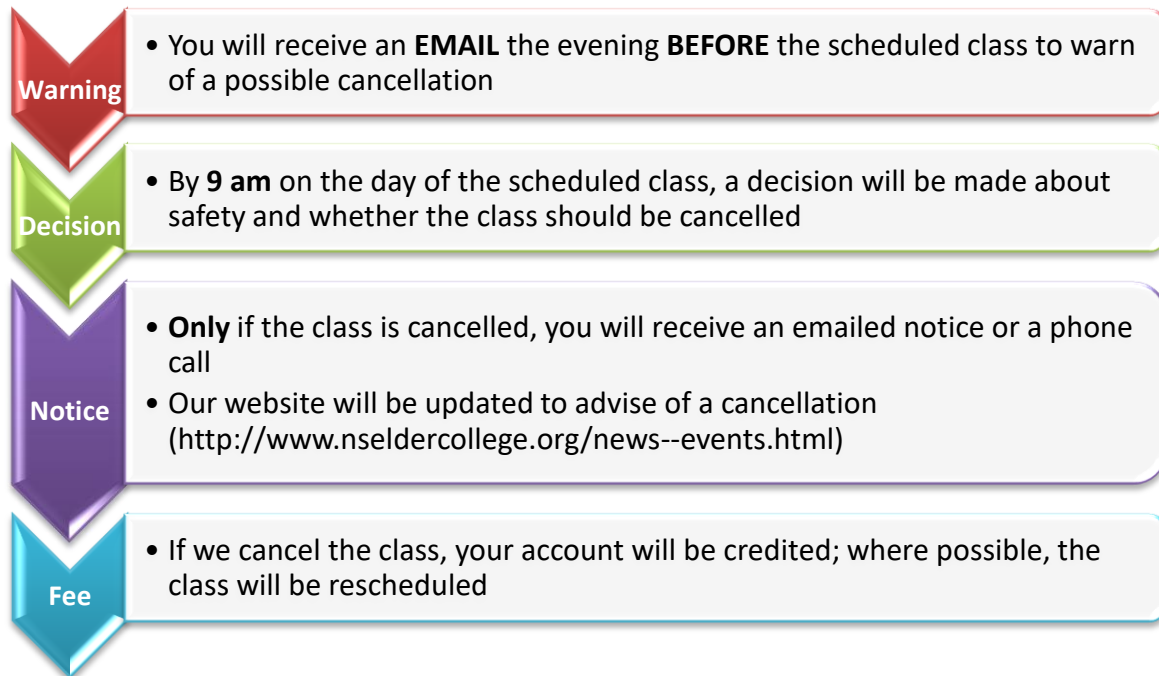 Warning
• You will receive an EMAIL the evening BEFORE the scheduled class to warn
of a possible cancellation
Decision
• By 9 am on the day of the scheduled class, a decision will be made about
safety and whether the class should be cancelled
Notice
• Only if the class is cancelled, you will receive an emailed notice or a phone
call
• Our website will be updated to advise of a cancellation
(http://www.nseldercollege.org/news--events.html)
Fee
• If we cancel the class, your account will be credited; where possible, the
class will be rescheduled